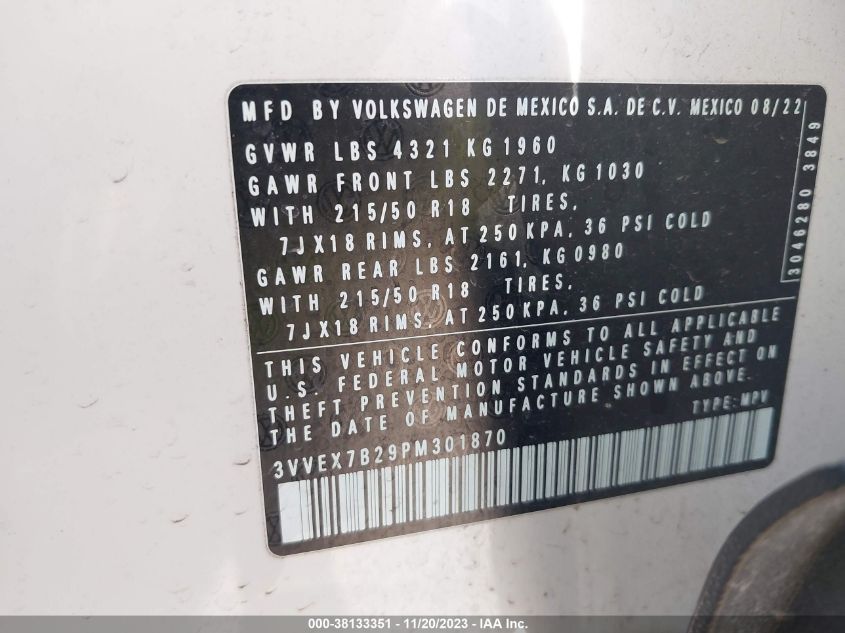 MFD BY VOLKSWAGEN DE MEXICO S.A. DE C.V. MEXICO 08/22
GVWR LBS 4321 KG 1960
GAWR FRONT LBS 2271, KG 1030
WITH 215/50 R18 TIRES,
7JX18 RIMS, AT 250 KPA, 36 PSI COLD
GAWR REAR LBS 2161, KG 0980
WITH 215/50 R18 TIRES,
7JX18 RIMS, AT 250 KPA, 36 PSI COLD
3046280 3849
THIS VEHICLE CONFORMS TO ALL APPLICABLE
U.S. FEDERAL MOTOR VEHICLE SAFETY AND
THEFT PREVENTION STANDARDS IN EFFECT ON
THE DATE OF MANUFACTURE SHOWN ABOVE.
3VVEX7B29PM301870 TYPE: MPV
000-38133351 - 11/20/2023 - IAA Inc.